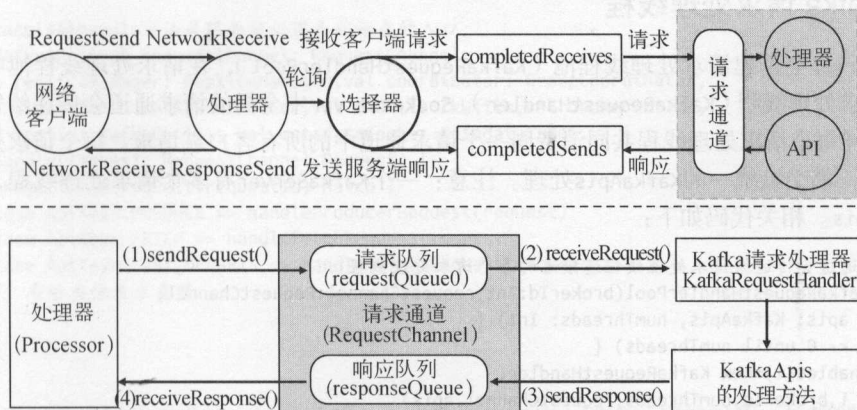 RequestSend NetworkReceive 接收客户端请求
completedReceives
请求
网络
客户端
处理器
轮询
选择器
请求通道
处理器
API
NetworkReceive ResponseSend 发送服务端响应
completedSends
响应
(1)sendRequest()
请求队列
(requestQueue0)
(2)receiveRequest()
Kafka请求处理器
KafkaRequestHandler
处理器
(Processor)
请求通道
(RequestChannel)
响应队列
(responseQueue)
(4)receiveResponse()
(3)sendResponse()
KafkaApis
的处理方法